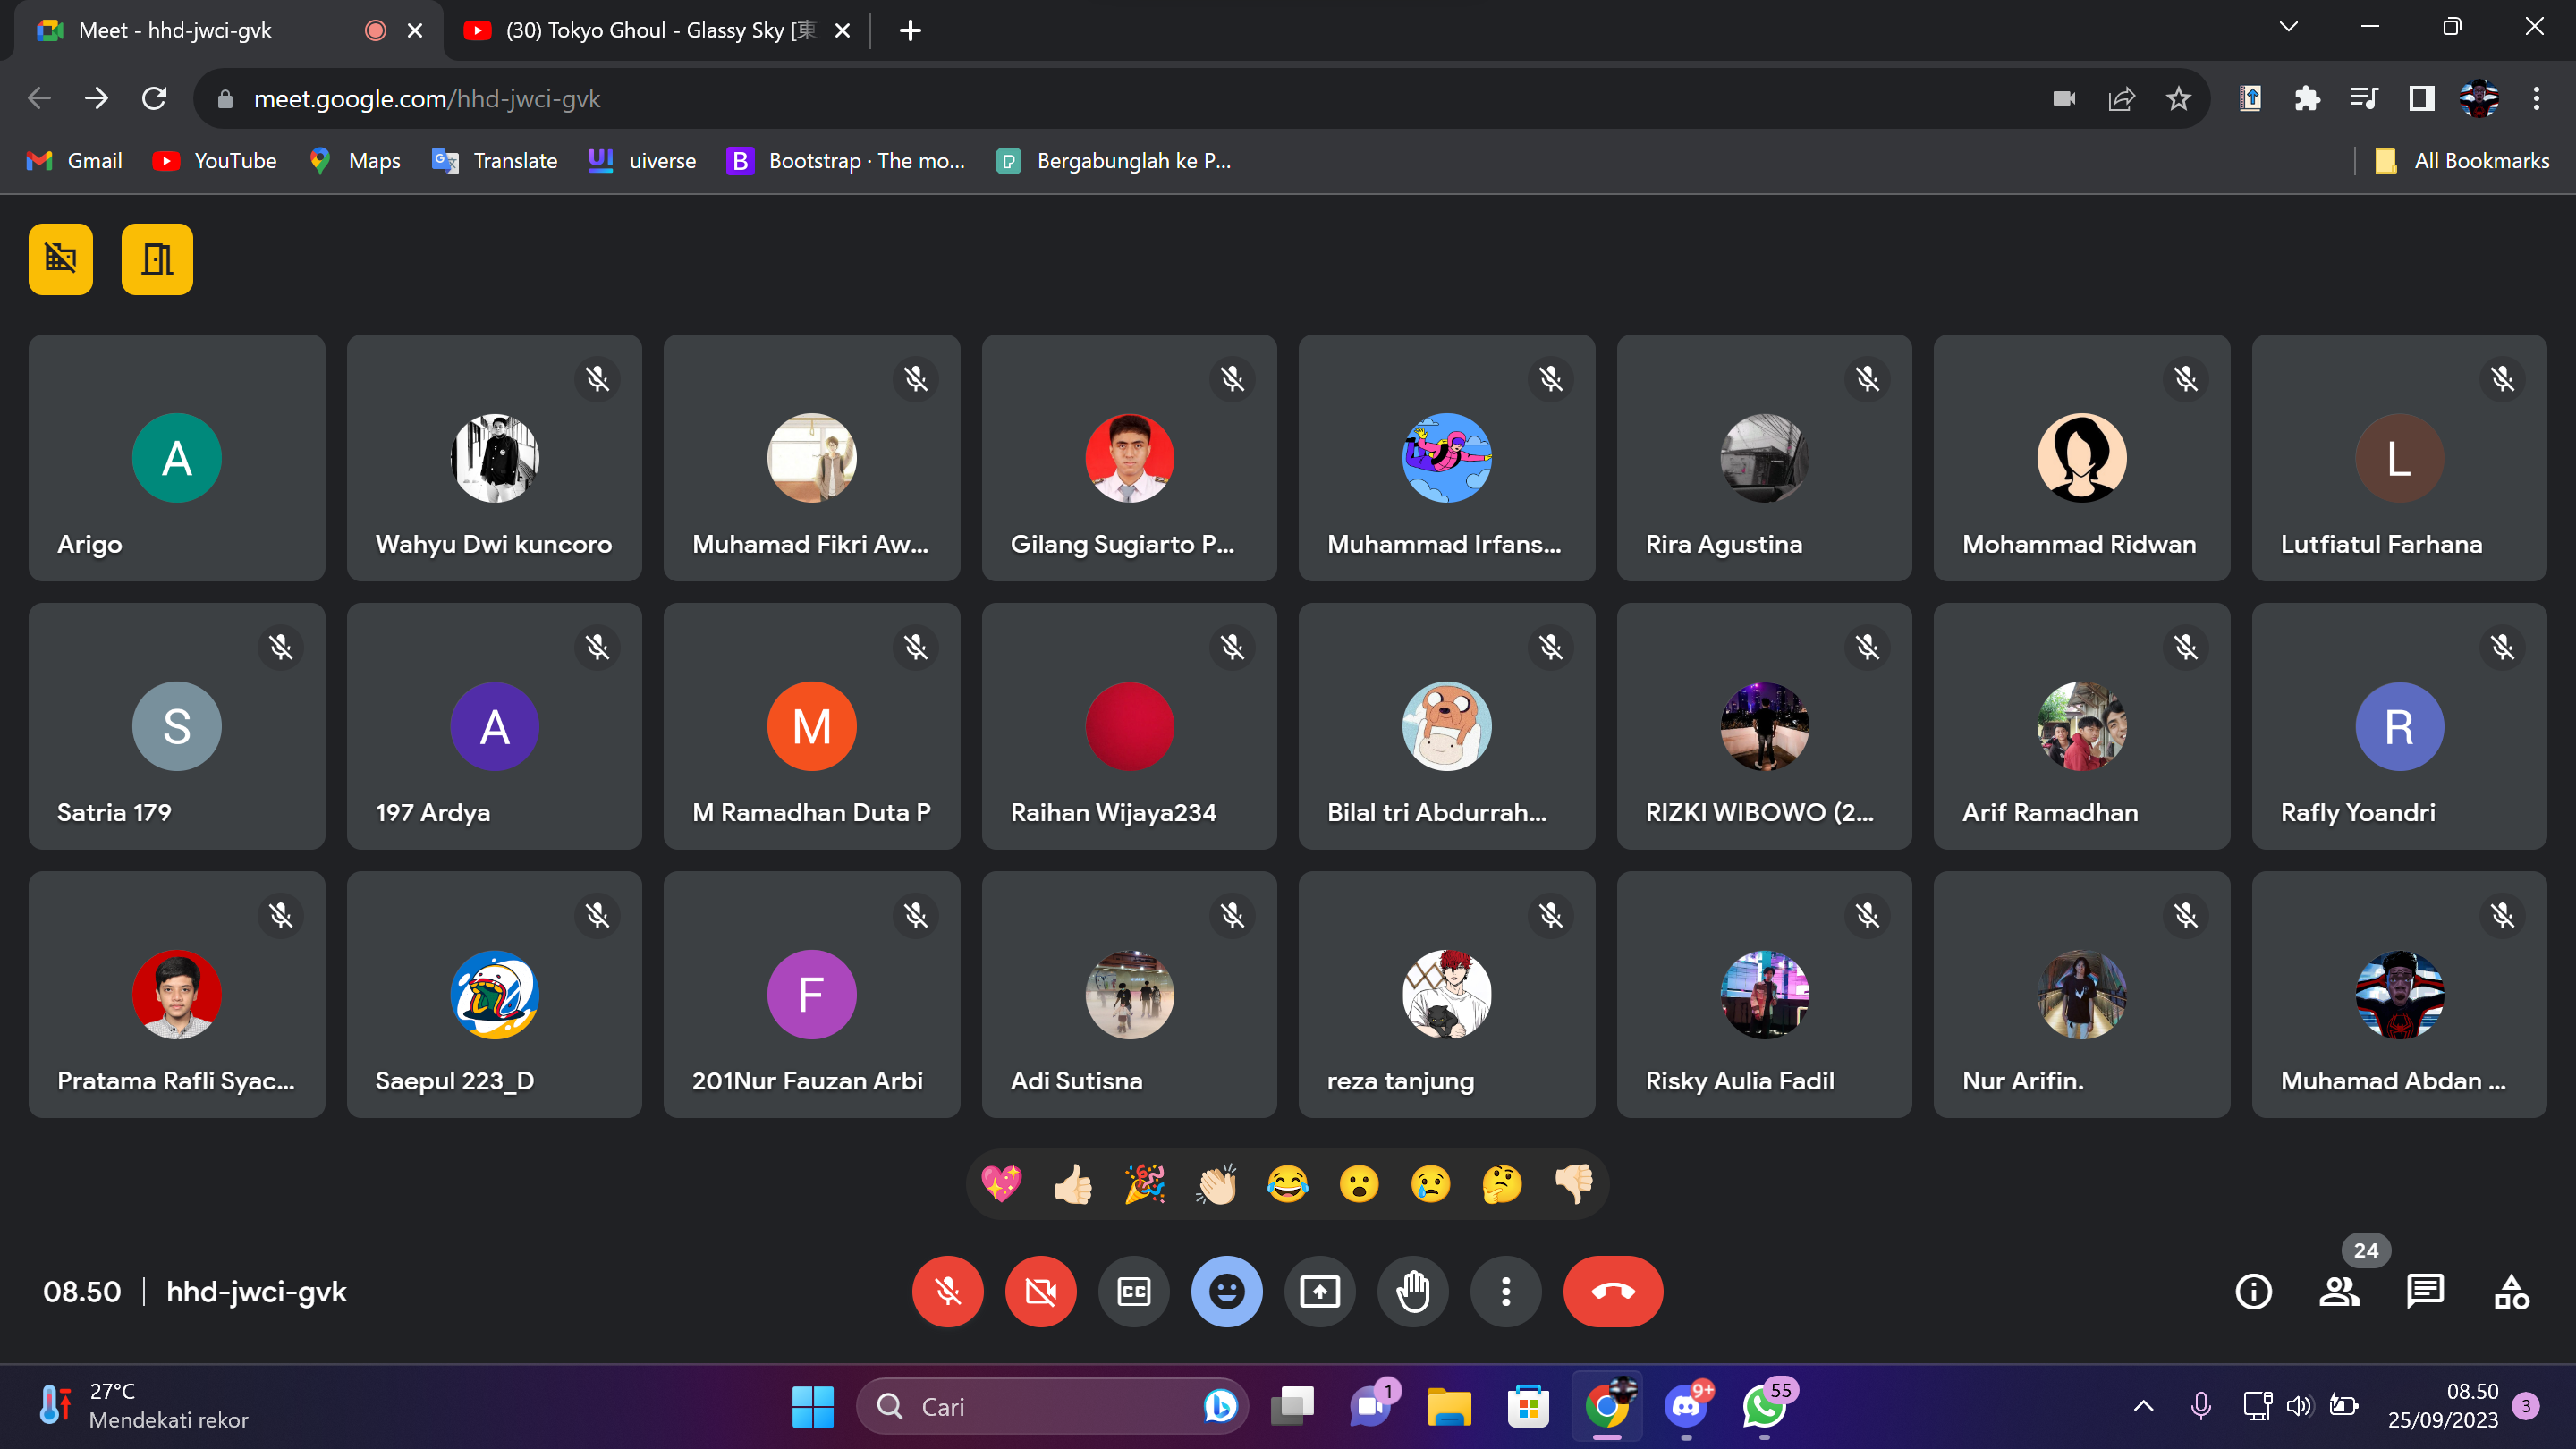 Meet - hhd-jwci-gvk
(30) Tokyo Ghoul - Glassy Sky [東
meet.google.com/hhd-jwci-gvk
Gmail
YouTube
Maps
Translate
uiverse
Bootstrap · The mo...
Bergabunglah ke P...
All Bookmarks
A
L
Arigo
Wahyu Dwi kuncoro
Muhamad Fikri Aw...
Gilang Sugiarto P...
Muhammad Irfans...
Rira Agustina
Mohammad Ridwan
Lutfiatul Farhana
S
A
M
R
Satria 179
197 Ardya
M Ramadhan Duta P
Raihan Wijaya234
Bilal tri Abdurrah...
RIZKI WIBOWO (2...
Arif Ramadhan
Rafly Yoandri
F
Pratama Rafli Syac...
Saepul 223_D
201Nur Fauzan Arbi
Adi Sutisna
reza tanjung
Risky Aulia Fadil
Nur Arifin.
Muhamad Abdan ...
08.50
hhd-jwci-gvk
CC
24
27°C
Mendekati rekor
Cari
1
9+
55
08.50
25/09/2023
3